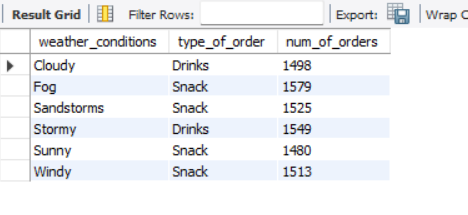 Result Grid Filter Rows: Export: Wrap C
weather_conditions type_of_order num_of_orders
Cloudy Drinks 1498
Fog Snack 1579
Sandstorms Snack 1525
Stormy Drinks 1549
Sunny Snack 1480
Windy Snack 1513